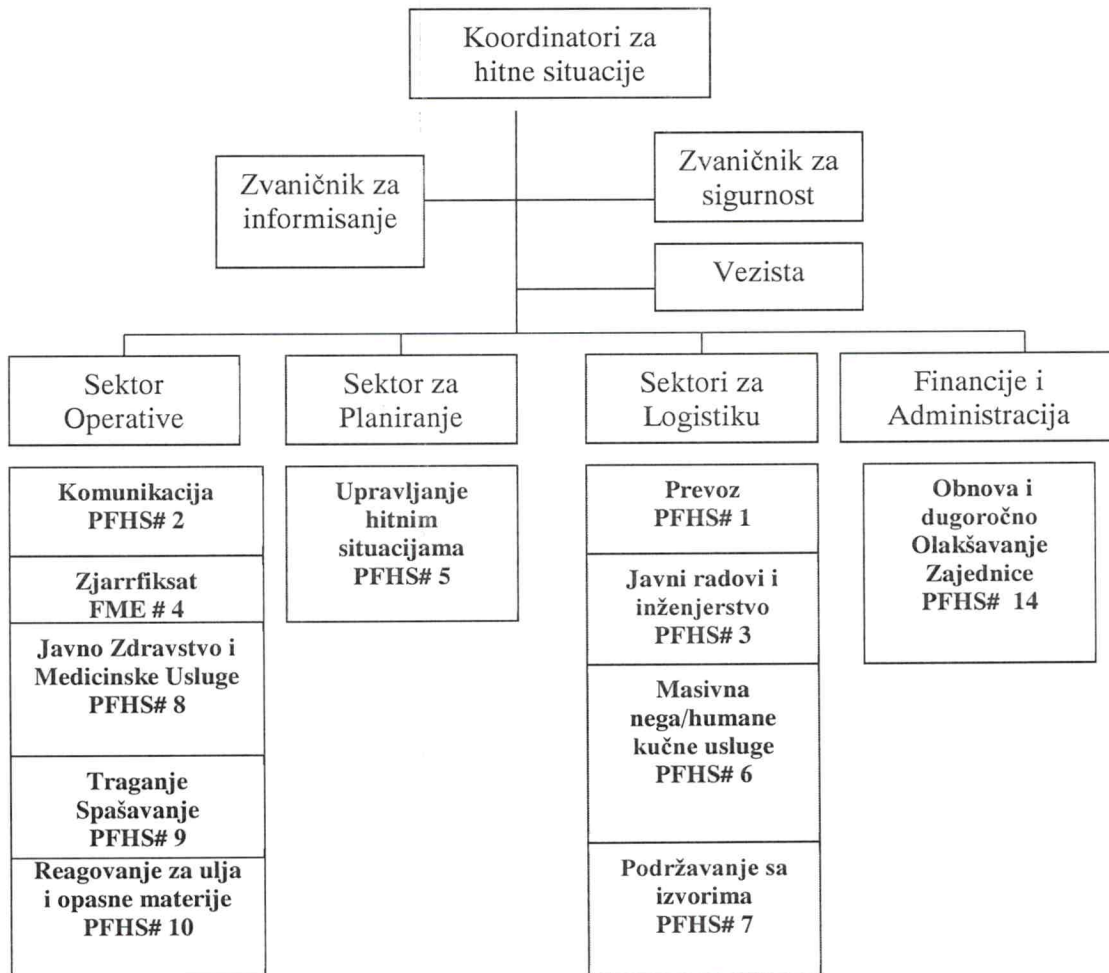 Koordinatori za
hitne situacije
Zvaničnik za
informisanje
Zvaničnik za
sigurnost
Vezista
Sektor
Operative
Sektor za
Planiranje
Sektori za
Logistiku
Financije i
Administracija
Komunikacija
PFHS# 2
Zjarrfiksat
FME # 4
Javno Zdravstvo i
Medicinske Usluge
PFHS# 8
Traganje
Spašavanje
PFHS# 9
Reagovanje za ulja
i opasne materije
PFHS# 10
Upravljanje
hitnim
situacijama
PFHS# 5
Prevoz
PFHS# 1
Javni radovi i
inženjerstvo
PFHS# 3
Masivna
nega/humane
kučne usluge
PFHS# 6
Podržavanje sa
izvorima
PFHS# 7
Obnova i
dugoročno
Olakšavanje
Zajednice
PFHS# 14